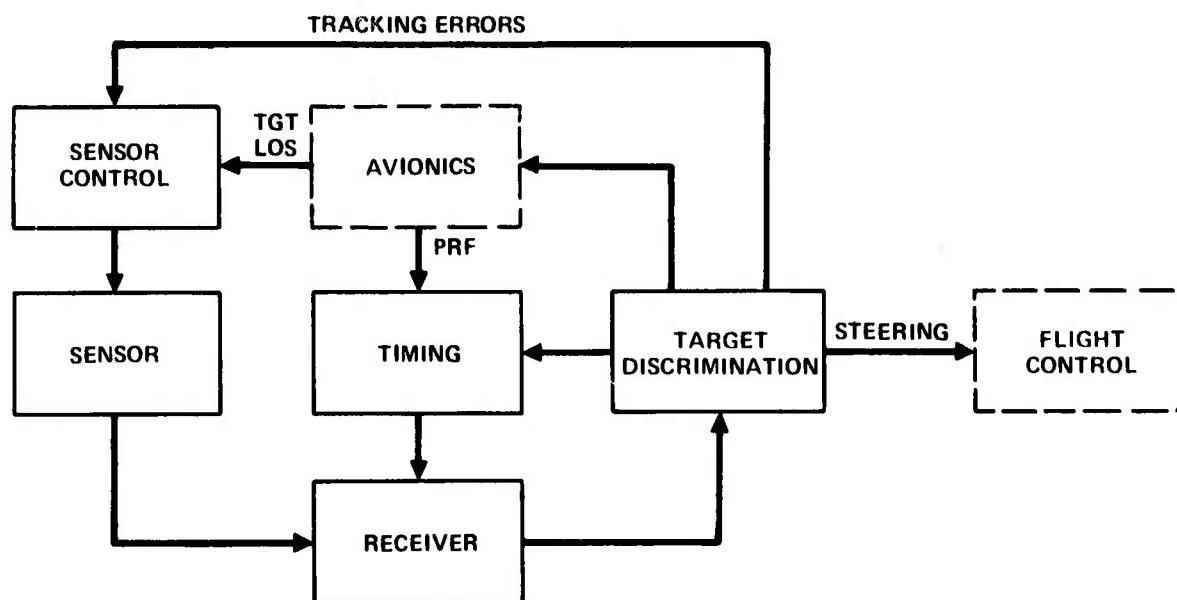 TRACKING ERRORS
SENSOR
CONTROL
TGT
LOS
AVIONICS
PRF
SENSOR
TIMING
TARGET
DISCRIMINATION
STEERING
FLIGHT
CONTROL
RECEIVER